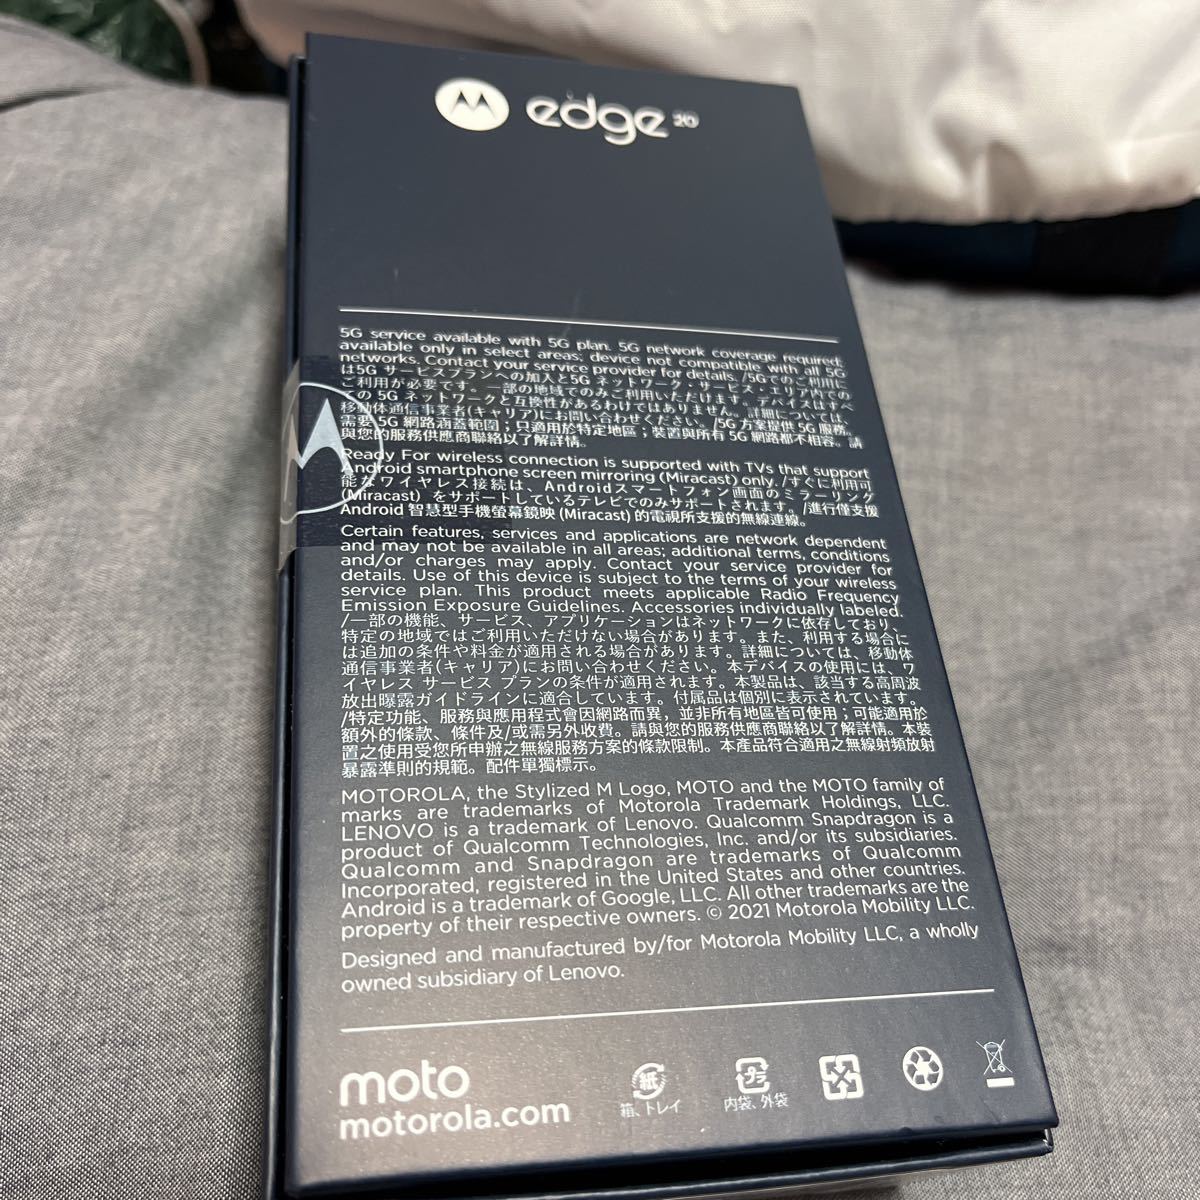 edge 20
5G service available with 5G plan. 5G network coverage required;
available only in select areas; device not compatible with all 5G
networks. Contact your service provider for details. /5Gでのご利用に
は5G サービスプランへの加入と5G ネットワーク・サービス・エリア内での
ご利用が必要です。一部の地域でのみご利用いただけます。デバイスはすべ
ての 5G ネットワークと互換性があるわけではありません。詳細については、
移動体通信事業者(キャリア)にお問い合わせください。/5G 方案提供 5G 服務。
需要 5G 網路涵蓋範圍；只適用於特定地區；裝置與所有 5G 網路都不相容。請
與您的服務供應商聯絡以了解詳情。
Ready For wireless connection is supported with TVs that support
Android smartphone screen mirroring (Miracast) only. /すぐに利用可
能なワイヤレス接続は、Androidスマートフォン画面のミラーリング
(Miracast) をサポートしているテレビでのみサポートされます。/進行僅支援
Android 智慧型手機螢幕鏡映 (Miracast) 的電視所支援的無線連線。
Certain features, services and applications are network dependent
and may not be available in all areas; additional terms, conditions
and/or charges may apply. Contact your service provider for
details. Use of this device is subject to the terms of your wireless
service plan. This product meets applicable Radio Frequency
Emission Exposure Guidelines. Accessories individually labeled.
/一部の機能、サービス、アプリケーションはネットワークに依存しており、
特定の地域ではご利用いただけない場合があります。また、利用する場合に
は追加の条件や料金が適用される場合があります。詳細については、移動体
通信事業者(キャリア)にお問い合わせください。本デバイスの使用には、ワ
イヤレス サービス プランの条件が適用されます。本製品は、該当する高周波
放出曝露ガイドラインに適合しています。付属品は個別に表示されています。
/特定功能、服務與應用程式會因網路而異，並非所有地區皆可使用；可能適用於
額外的條款、條件及/或需另外收費。請與您的服務供應商聯絡以了解詳情。本裝
置之使用受您所申辦之無線服務方案的條款限制。本產品符合適用之無線射頻放射
暴露準則的規範。配件單獨標示。
MOTOROLA, the Stylized M Logo, MOTO and the MOTO family of
marks are trademarks of Motorola Trademark Holdings, LLC.
LENOVO is a trademark of Lenovo. Qualcomm Snapdragon is a
product of Qualcomm Technologies, Inc. and/or its subsidiaries.
Qualcomm and Snapdragon are trademarks of Qualcomm
Incorporated, registered in the United States and other countries.
Android is a trademark of Google, LLC. All other trademarks are the
property of their respective owners. © 2021 Motorola Mobility LLC.
Designed and manufactured by/for Motorola Mobility LLC, a wholly
owned subsidiary of Lenovo.
moto
motorola.com
紙
箱、トレイ
プラ
内袋、外袋